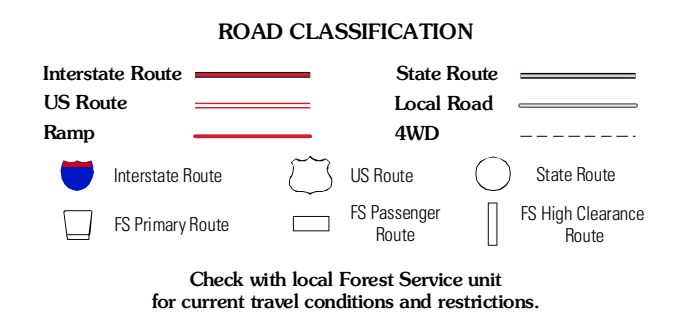 ROAD CLASSIFICATION
Interstate Route
State Route
US Route
Local Road
Ramp
4WD
Interstate Route
US Route
State Route
FS Primary Route
FS Passenger
Route
FS High Clearance
Route
Check with local Forest Service unit
for current travel conditions and restrictions.